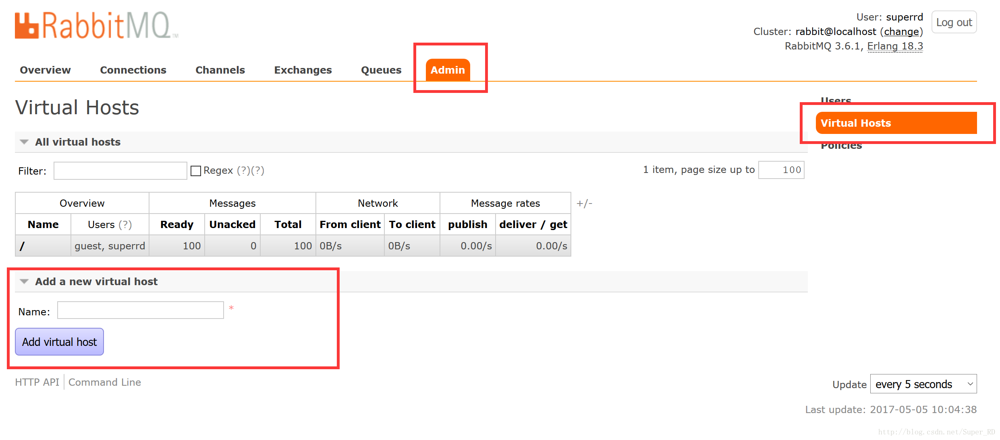 RabbitMQ™
User: superrd
Log out
Cluster: rabbit@localhost (change)
RabbitMQ 3.6.1, Erlang 18.3
Overview Connections Channels Exchanges Queues Admin
Users
Virtual Hosts
Policies
Virtual Hosts
All virtual hosts
Filter: Regex (?)(?) 1 item, page size up to 100
Overview Messages Network Message rates +/-
Name Users (?) Ready Unacked Total From client To client publish deliver / get
/ guest, superrd 100 0 100 0B/s 0B/s 0.00/s 0.00/s
Add a new virtual host
Name: *
Add virtual host
HTTP API Command Line
Update every 5 seconds
Last update: 2017-05-05 10:04:38
http://blog.csdn.net/Super_RD